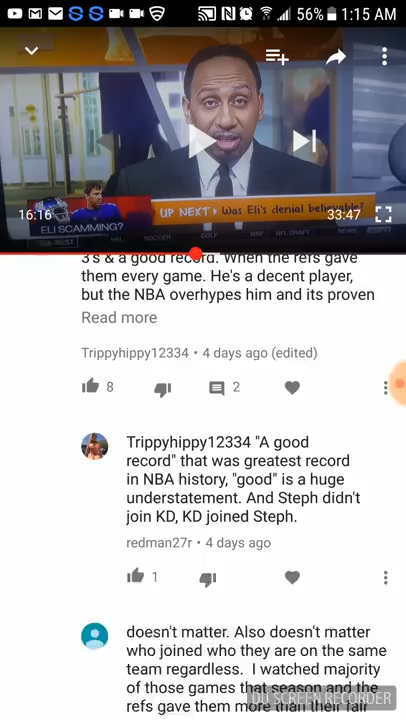 56% 1:15 AM
16:16
33:47
UP NEXT Was Eli's denial believable?
ELI SCAMMING?
SOCCER GOLF NFL DRAFT NEWS
3's & a good record. When the refs gave
them every game. He's a decent player,
but the NBA overhypes him and its proven
Read more
Trippyhippy12334 • 4 days ago (edited)
8
2
Trippyhippy12334 "A good
record" that was greatest record
in NBA history, "good" is a huge
understatement. And Steph didn't
join KD, KD joined Steph.
redman27r • 4 days ago
1
doesn't matter. Also doesn't matter
who joined who they are on the same
team regardless. I watched majority
of those games that season and the
refs gave them more than their fair
DU SCREEN RECORDER